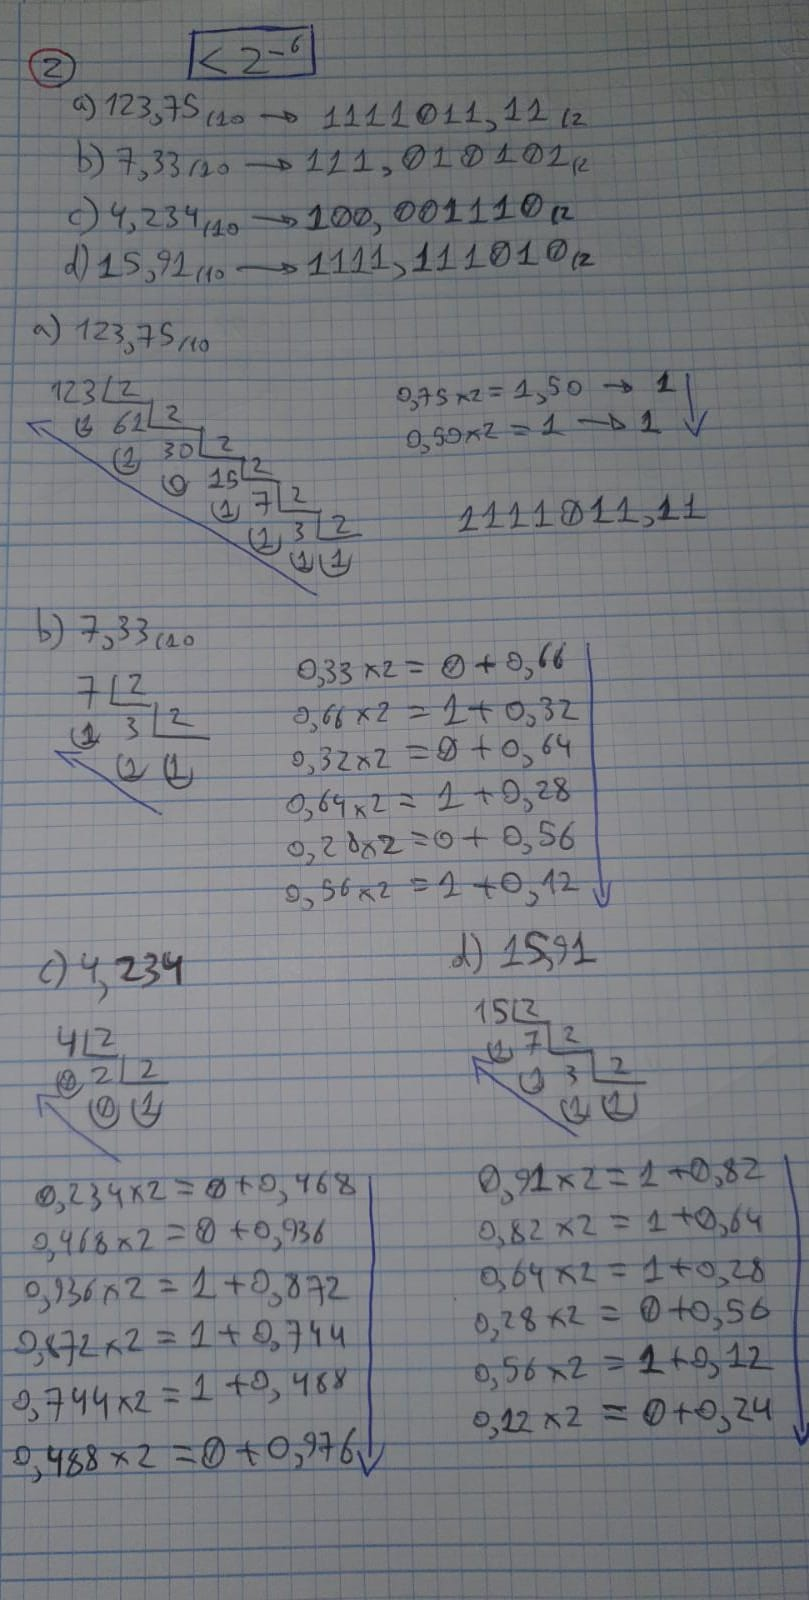 2 < 2⁻⁶
a) 123,75₍₁₀ → 1111011,11₍₂
b) 7,33₍₁₀ → 111,010101₍₂
c) 4,234₍₁₀ → 100,001110₍₂
d) 15,91₍₁₀ → 1111,111010₍₂
a) 123,75₍₁₀
123 2
1 61 2
1 30 2
0 15 2
1 7 2
1 3 2
1 1
0,75 x 2 = 1,50 → 1
0,50 x 2 = 1 → 1
1111011,11
b) 7,33₍₁₀
7 2
1 3 2
1 1
0,33 x 2 = 0 + 0,66
0,66 x 2 = 1 + 0,32
0,32 x 2 = 0 + 0,64
0,64 x 2 = 1 + 0,28
0,28 x 2 = 0 + 0,56
0,56 x 2 = 1 + 0,12
c) 4,234
4 2
0 2 2
0 1
0,234 x 2 = 0 + 0,468
0,468 x 2 = 0 + 0,936
0,936 x 2 = 1 + 0,872
0,872 x 2 = 1 + 0,744
0,744 x 2 = 1 + 0,488
0,488 x 2 = 0 + 0,976
d) 15,91
15 2
1 7 2
1 3 2
1 1
0,91 x 2 = 1 + 0,82
0,82 x 2 = 1 + 0,64
0,64 x 2 = 1 + 0,28
0,28 x 2 = 0 + 0,56
0,56 x 2 = 1 + 0,12
0,12 x 2 = 0 + 0,24